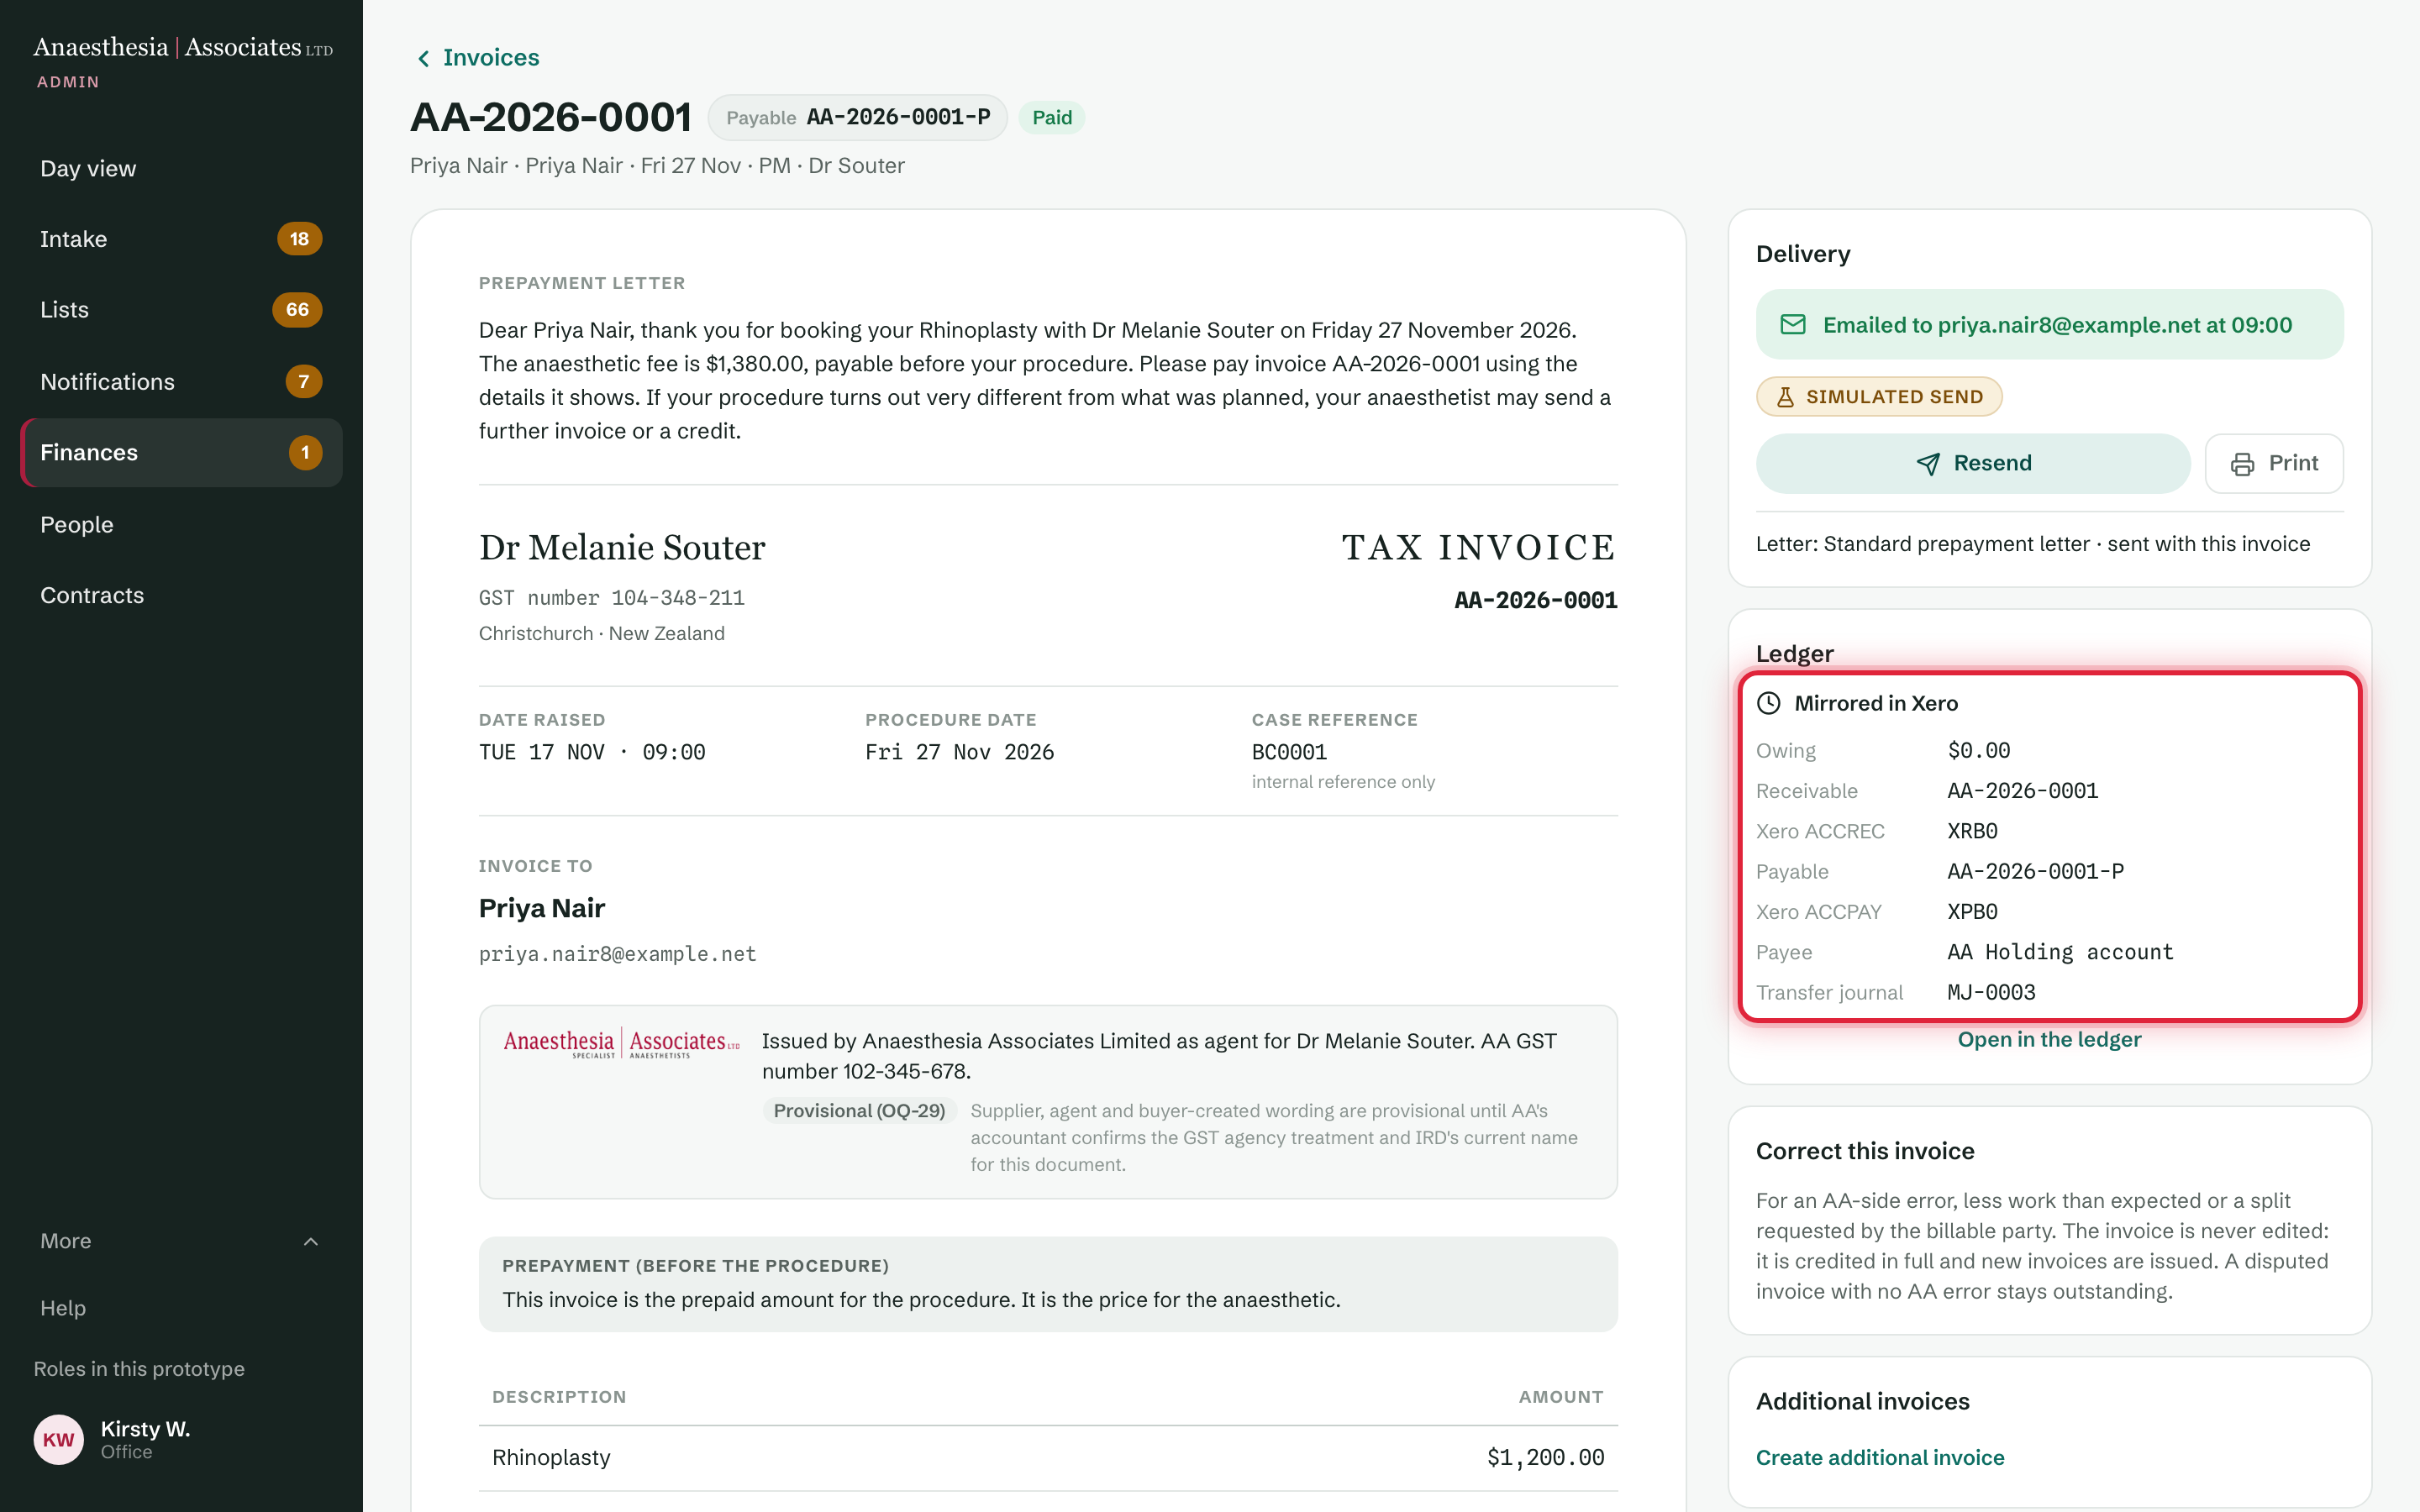 Anaesthesia | Associates LTD
ADMIN
Day view
Intake 18
Lists 66
Notifications 7
Finances 1
People
Contracts
More
Help
Roles in this prototype
KW Kirsty W.
Office
Invoices
AA-2026-0001 Payable AA-2026-0001-P Paid
Priya Nair · Priya Nair · Fri 27 Nov · PM · Dr Souter
PREPAYMENT LETTER
Dear Priya Nair, thank you for booking your Rhinoplasty with Dr Melanie Souter on Friday 27 November 2026.
The anaesthetic fee is $1,380.00, payable before your procedure. Please pay invoice AA-2026-0001 using the
details it shows. If your procedure turns out very different from what was planned, your anaesthetist may send a
further invoice or a credit.
Dr Melanie Souter
GST number 104-348-211
Christchurch · New Zealand
TAX INVOICE
AA-2026-0001
DATE RAISED
TUE 17 NOV · 09:00
PROCEDURE DATE
Fri 27 Nov 2026
CASE REFERENCE
BC0001
internal reference only
INVOICE TO
Priya Nair
priya.nair8@example.net
Anaesthesia | Associates LTD
SPECIALIST ANAESTHETISTS
Issued by Anaesthesia Associates Limited as agent for Dr Melanie Souter. AA GST
number 102-345-678.
Provisional (OQ-29)
Supplier, agent and buyer-created wording are provisional until AA's
accountant confirms the GST agency treatment and IRD's current name
for this document.
PREPAYMENT (BEFORE THE PROCEDURE)
This invoice is the prepaid amount for the procedure. It is the price for the anaesthetic.
DESCRIPTION AMOUNT
Rhinoplasty $1,200.00
Delivery
Emailed to priya.nair8@example.net at 09:00
SIMULATED SEND
Resend
Print
Letter: Standard prepayment letter · sent with this invoice
Ledger
Mirrored in Xero
Owing $0.00
Receivable AA-2026-0001
Xero ACCREC XRB0
Payable AA-2026-0001-P
Xero ACCPAY XPB0
Payee AA Holding account
Transfer journal MJ-0003
Open in the ledger
Correct this invoice
For an AA-side error, less work than expected or a split
requested by the billable party. The invoice is never edited:
it is credited in full and new invoices are issued. A disputed
invoice with no AA error stays outstanding.
Additional invoices
Create additional invoice